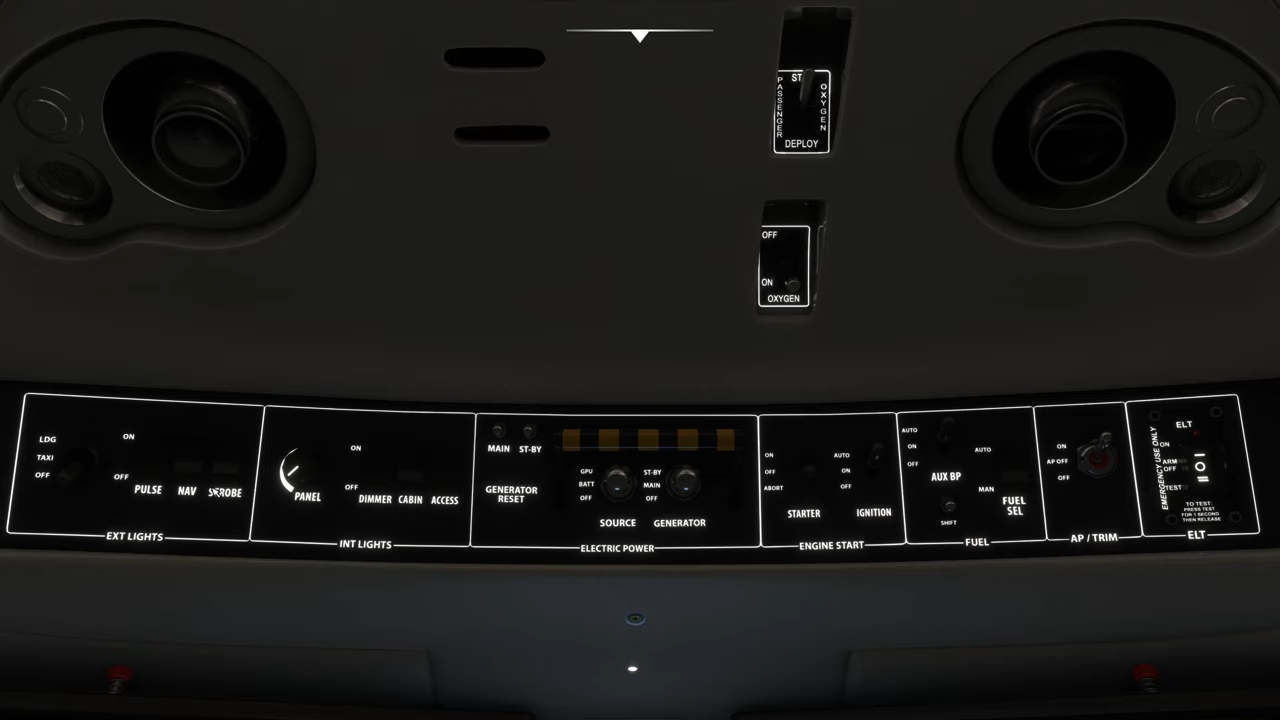 PASSENGER
ST
OXYGEN
DEPLOY
OFF
ON
OXYGEN
LDG
TAXI
OFF
ON
OFF
PULSE
NAV
STROBE
EXT LIGHTS
PANEL
ON
OFF
DIMMER
CABIN
ACCESS
INT LIGHTS
MAIN
ST-BY
GENERATOR
RESET
GPU
BATT
OFF
SOURCE
ST-BY
MAIN
OFF
GENERATOR
ELECTRIC POWER
ON
OFF
ABORT
STARTER
AUTO
ON
OFF
IGNITION
ENGINE START
AUTO
ON
OFF
AUX BP
SHIFT
AUTO
MAN
FUEL
SEL
FUEL
ON
AP OFF
OFF
AP / TRIM
EMERGENCY USE ONLY
ELT
ON
ARM
OFF
TEST
TO TEST:
PRESS TEST
FOR 1 SECOND
THEN RELEASE
ELT